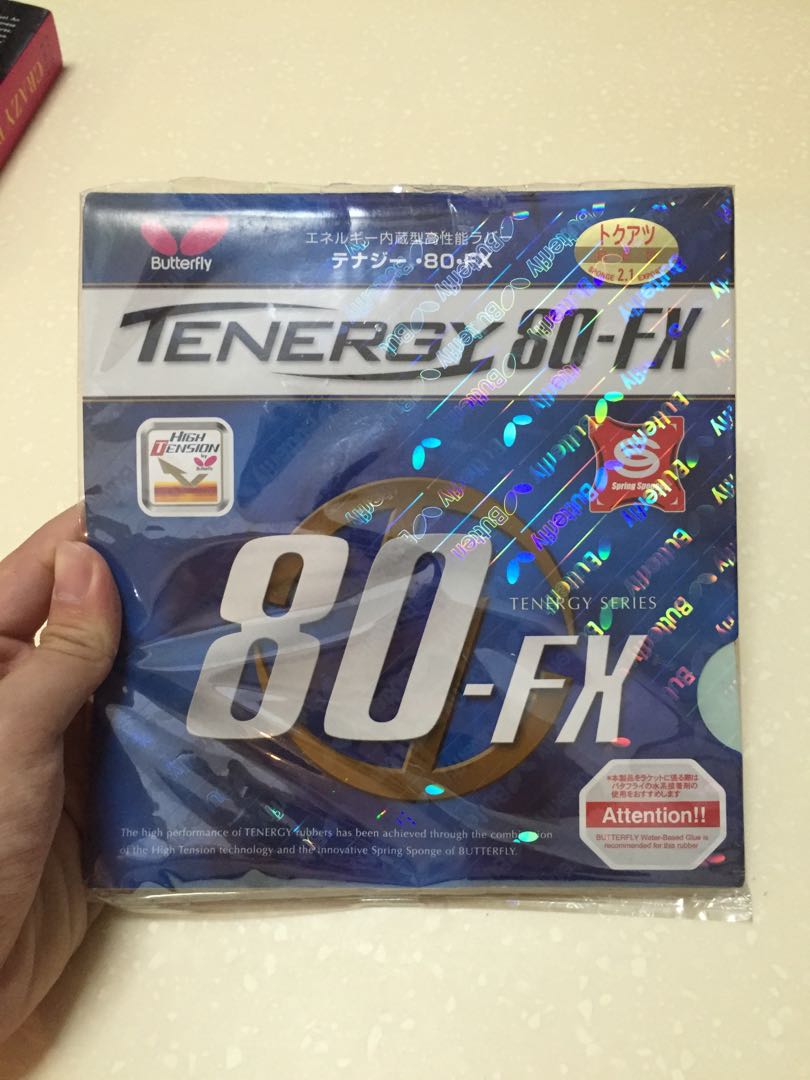 CRAZY
Butterfly
エネルギー内蔵型高性能ラバー
テナジー・80・FX
トクアツ
SPONGE 2.1 EXPORT
TENERGY 80-FX
HIGH
TENSION
by
Butterfly
S
Spring Sponge
80-FX
TENERGY SERIES
*本製品をラケットに張る際は
バタフライの水系接着剤の
使用をおすすめします
Attention!!
BUTTERFLY Water-Based Glue is
recommended for this rubber
The high performance of TENERGY rubbers has been achieved through the combination
of the High Tension technology and the innovative Spring Sponge of BUTTERFLY.